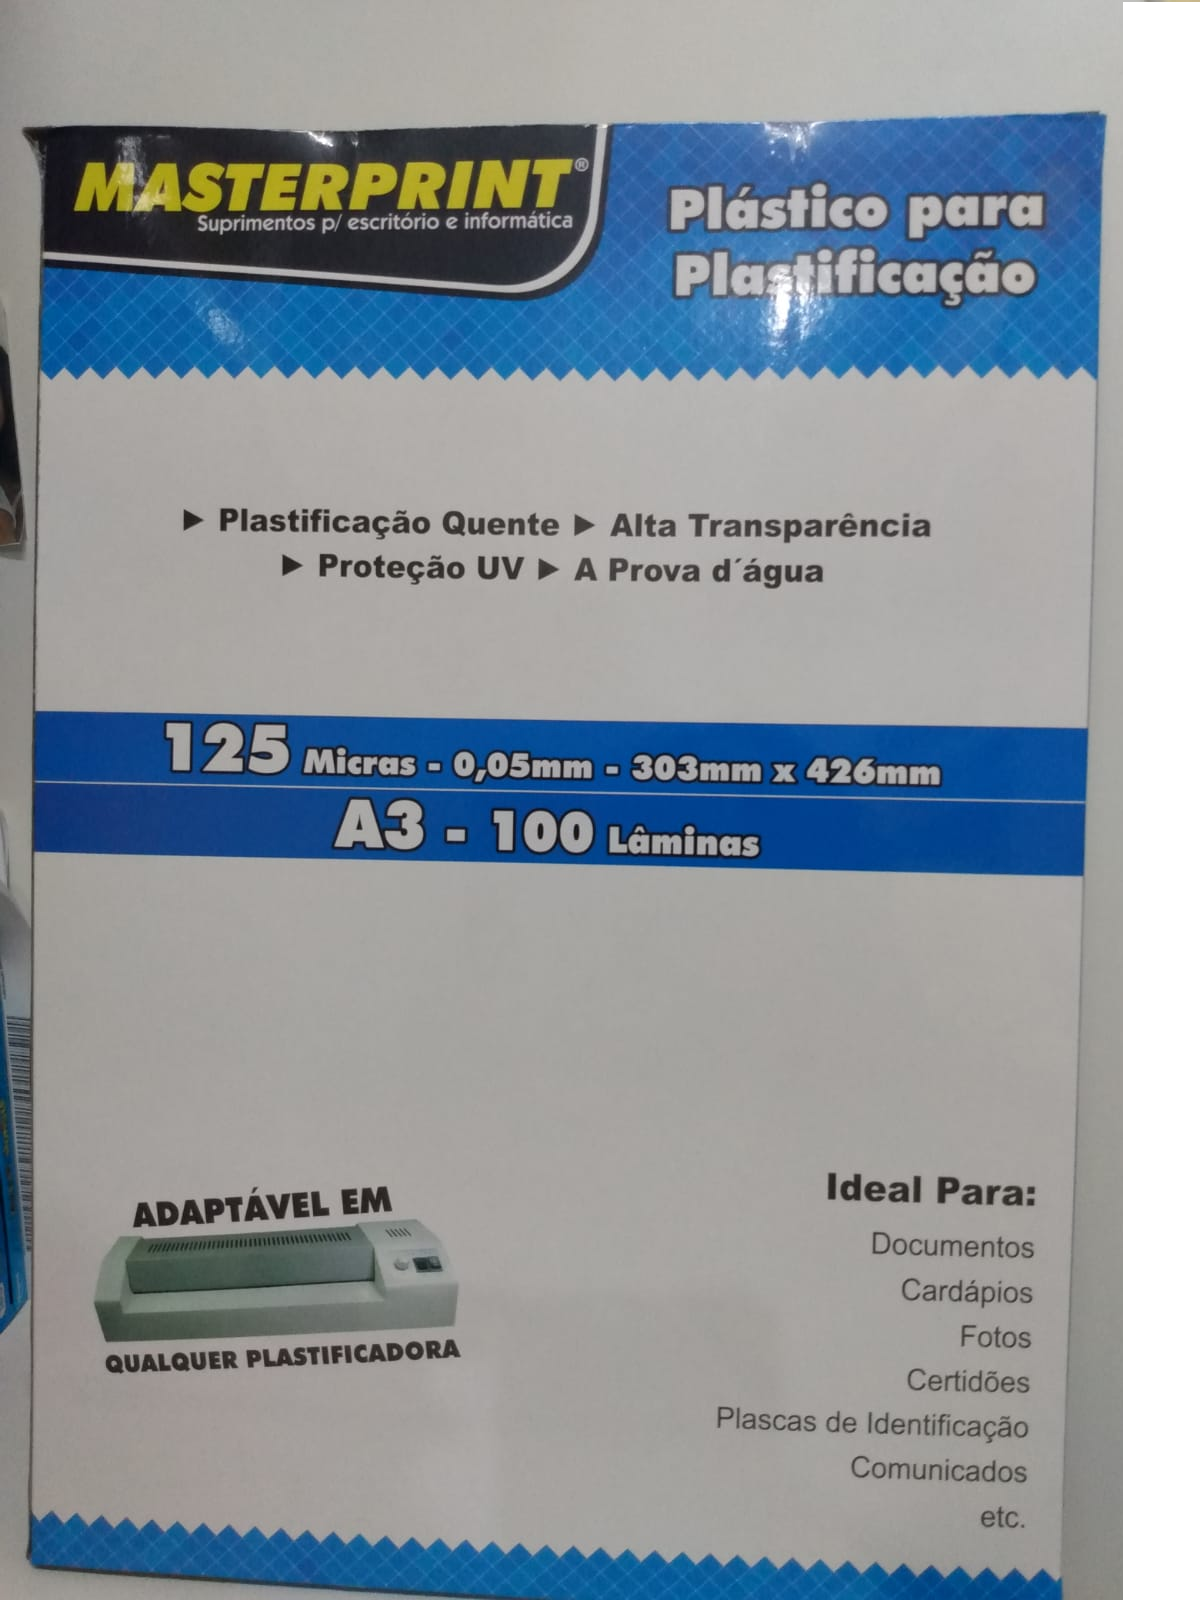 MASTERPRINT®
Suprimentos p/ escritório e informática
Plástico para
Plastificação
► Plastificação Quente ► Alta Transparência
► Proteção UV ► A Prova d´água
125 Micras - 0,05mm - 303mm x 426mm
A3 - 100 Lâminas
ADAPTÁVEL EM
QUALQUER PLASTIFICADORA
Ideal Para:
Documentos
Cardápios
Fotos
Certidões
Plascas de Identificação
Comunicados
etc.